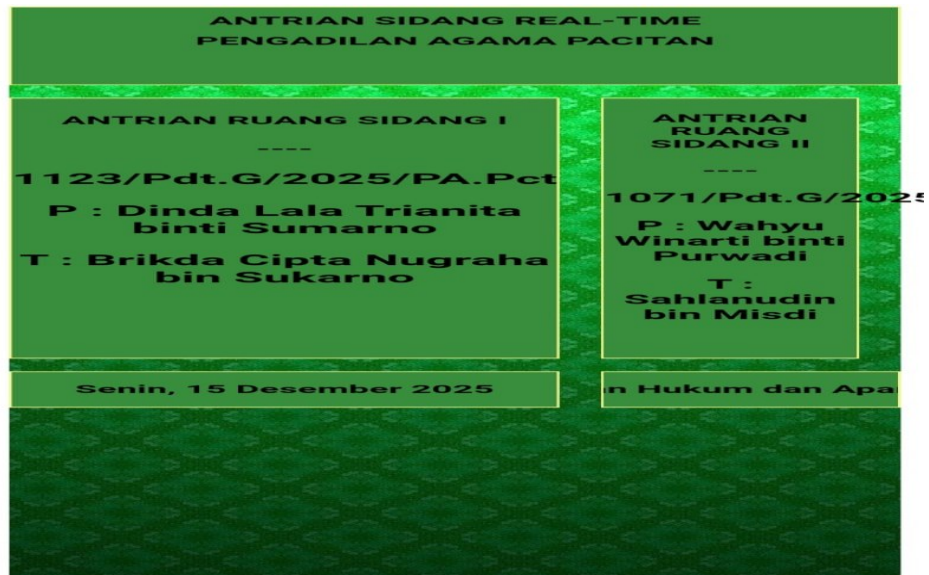 ANTRIAN SIDANG REAL-TIME
PENGADILAN AGAMA PACITAN
ANTRIAN RUANG SIDANG I
----
1123/Pdt.G/2025/PA.Pct
P : Dinda Lala Trianita
binti Sumarno
T : Brikda Cipta Nugraha
bin Sukarno
ANTRIAN
RUANG
SIDANG II
----
1071/Pdt.G/2025
P : Wahyu
Winarti binti
Purwadi
T :
Sahlanudin
bin Misdi
Senin, 15 Desember 2025
n Hukum dan Apa